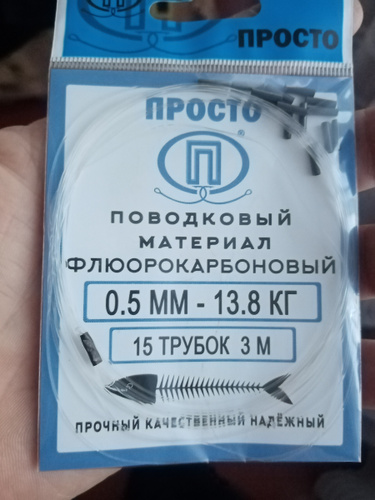 ПРОСТО
ПРОСТО
П
ПОВОДКОВЫЙ
МАТЕРИАЛ
ФЛЮОРОКАРБОНОВЫЙ
0.5 ММ - 13.8 КГ
15 ТРУБОК 3 М
ПРОЧНЫЙ КАЧЕСТВЕННЫЙ НАДЁЖНЫЙ